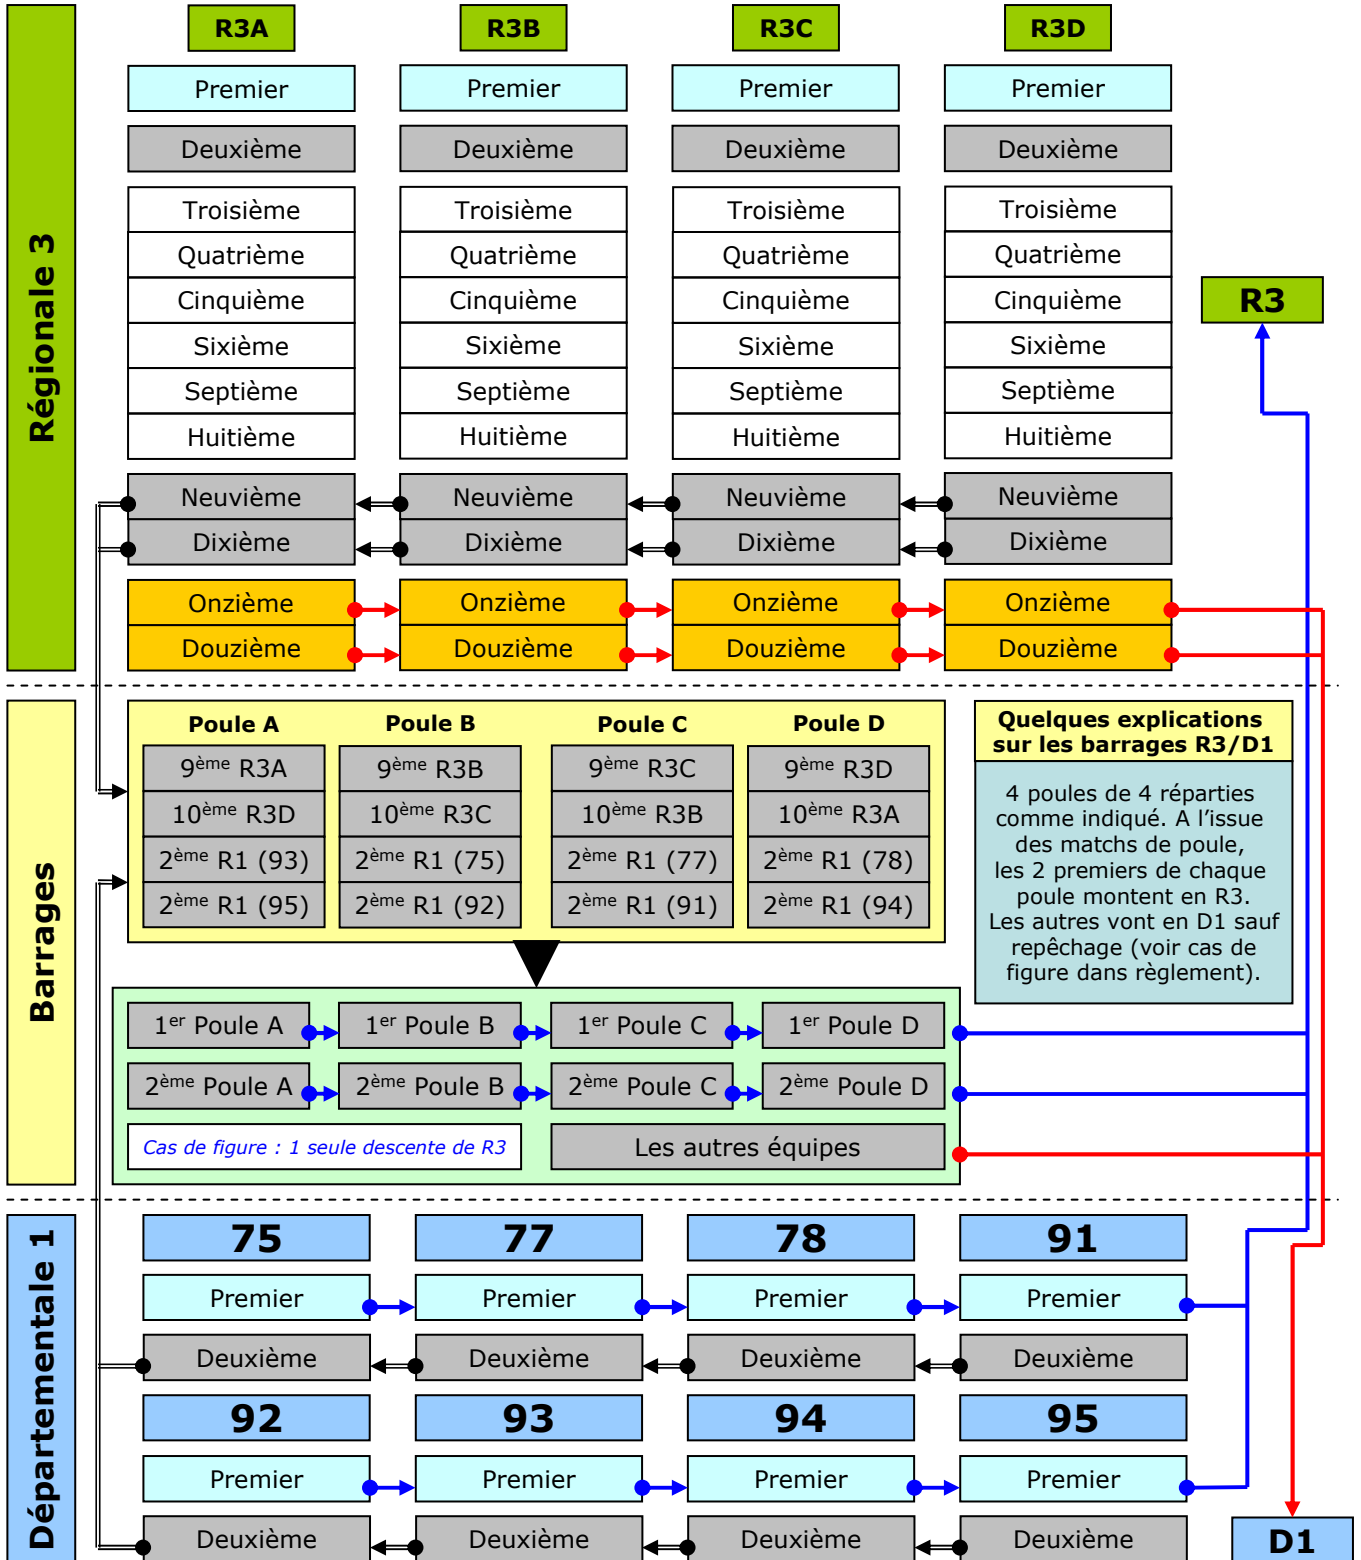 R3A R3B R3C R3D
Premier Premier Premier Premier
Deuxième Deuxième Deuxième Deuxième
Troisième Troisième Troisième Troisième
Quatrième Quatrième Quatrième Quatrième
Cinquième Cinquième Cinquième Cinquième
Sixième Sixième Sixième Sixième
Septième Septième Septième Septième
Huitième Huitième Huitième Huitième
Neuvième Neuvième Neuvième Neuvième
Dixième Dixième Dixième Dixième
Onzième Onzième Onzième Onzième
Douzième Douzième Douzième Douzième
Régionale 3
R3
Barrages
Poule A Poule B Poule C Poule D
9ème R3A 9ème R3B 9ème R3C 9ème R3D
10ème R3D 10ème R3C 10ème R3B 10ème R3A
2ème R1 (93) 2ème R1 (75) 2ème R1 (77) 2ème R1 (78)
2ème R1 (95) 2ème R1 (92) 2ème R1 (91) 2ème R1 (94)
Quelques explications
sur les barrages R3/D1
4 poules de 4 réparties
comme indiqué. A l'issue
des matchs de poule,
les 2 premiers de chaque
poule montent en R3.
Les autres vont en D1 sauf
repêchage (voir cas de
figure dans règlement).
1er Poule A 1er Poule B 1er Poule C 1er Poule D
2ème Poule A 2ème Poule B 2ème Poule C 2ème Poule D
Cas de figure : 1 seule descente de R3
Les autres équipes
Départementale 1
75 77 78 91
Premier Premier Premier Premier
Deuxième Deuxième Deuxième Deuxième
92 93 94 95
Premier Premier Premier Premier
Deuxième Deuxième Deuxième Deuxième
D1